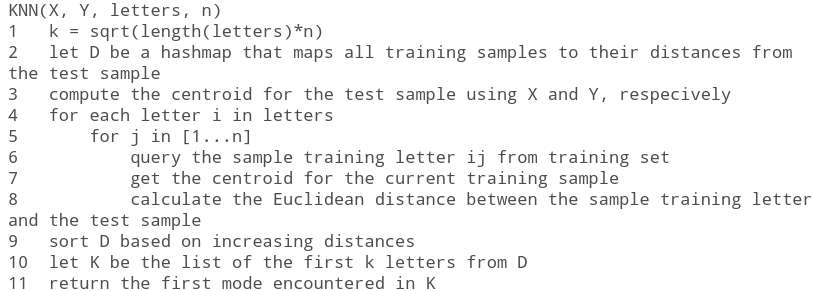 KNN(X, Y, letters, n)
1   k = sqrt(length(letters)*n)
2   let D be a hashmap that maps all training samples to their distances from
the test sample
3   compute the centroid for the test sample using X and Y, respecively
4   for each letter i in letters
5       for j in [1...n]
6           query the sample training letter ij from training set
7           get the centroid for the current training sample
8           calculate the Euclidean distance between the sample training letter
and the test sample
9   sort D based on increasing distances
10  let K be the list of the first k letters from D
11  return the first mode encountered in K